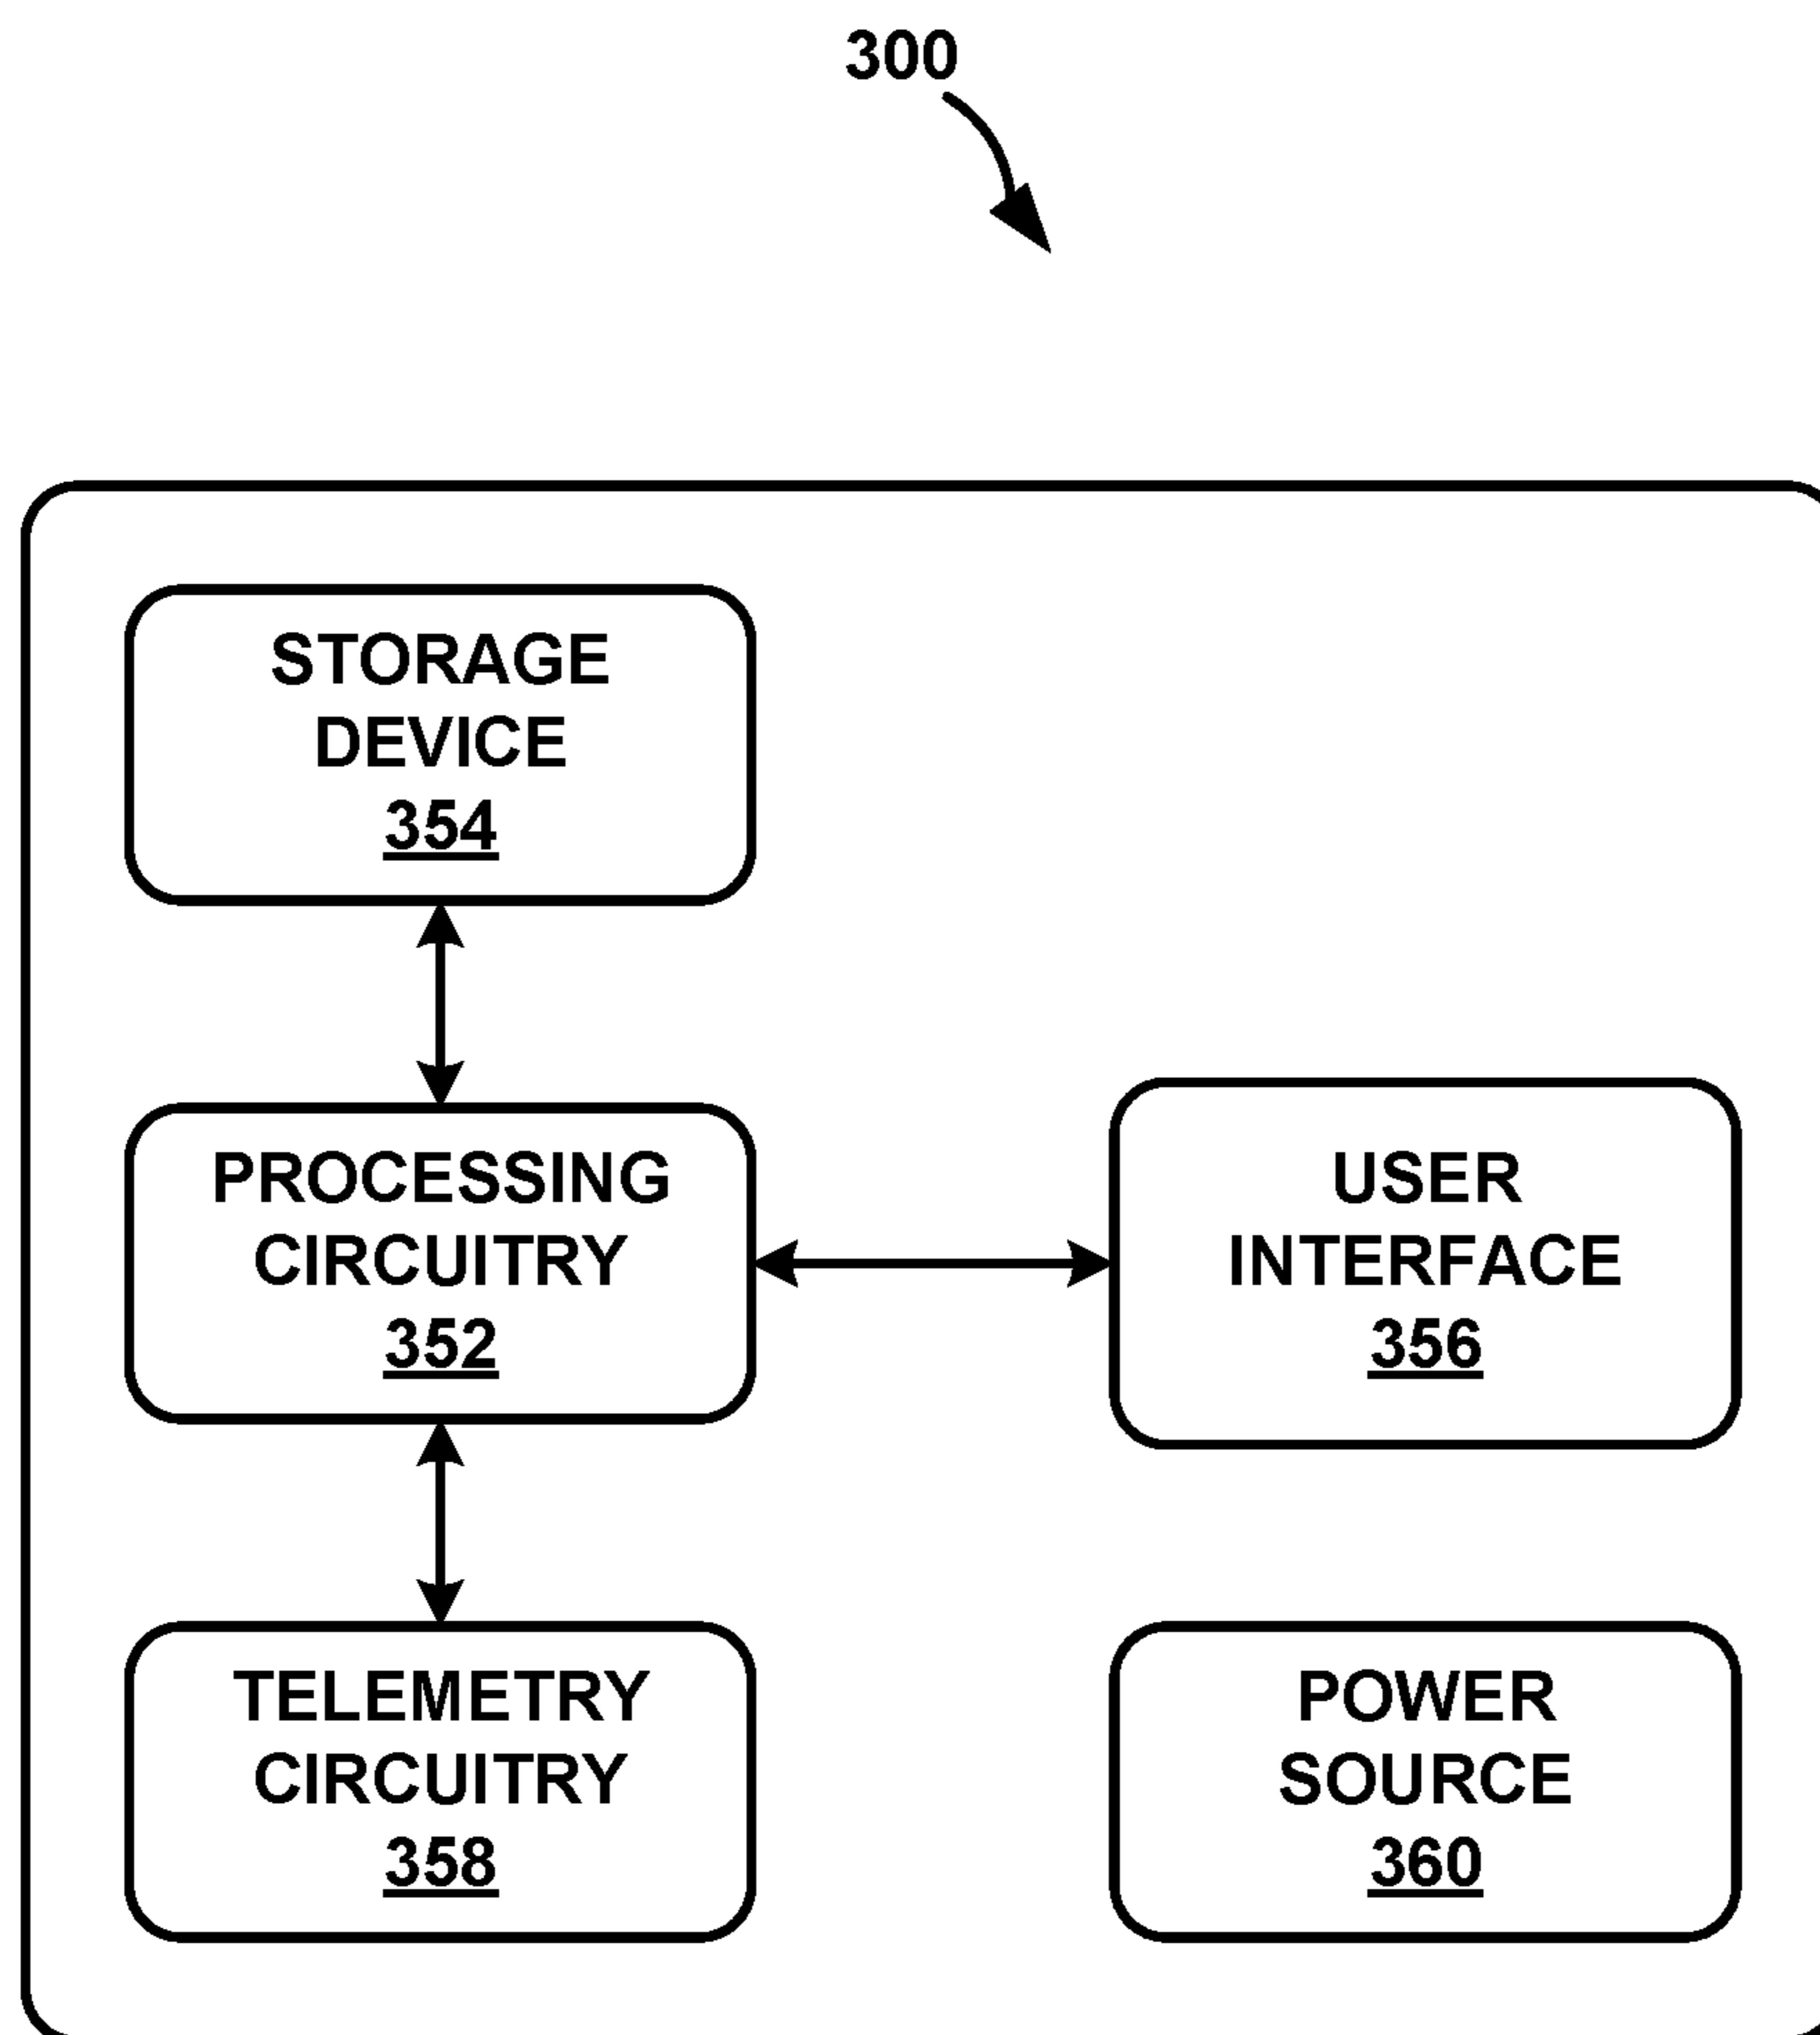 300
STORAGE
DEVICE
354
PROCESSING
CIRCUITRY
352
USER
INTERFACE
356
TELEMETRY
CIRCUITRY
358
POWER
SOURCE
360